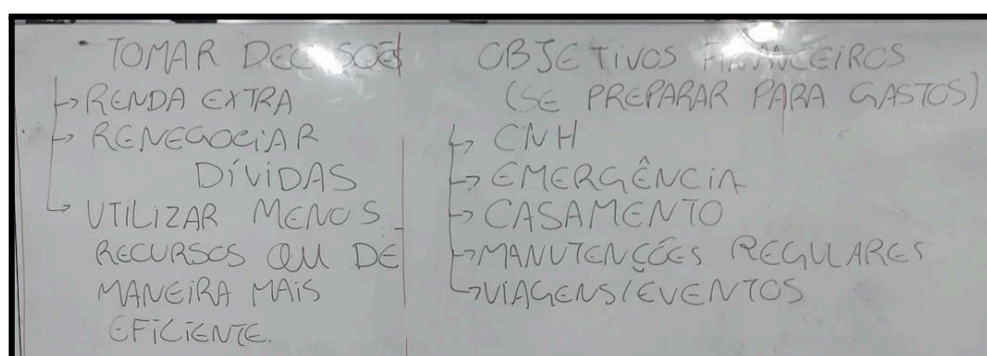 TOMAR DECISOES
→ RENDA EXTRA
→ RENEGOCIAR
DÍVIDAS
→ UTILIZAR MENOS
RECURSOS OU DE
MANEIRA MAIS
EFICIENTE.
OBJETIVOS FINANCEIROS
(SE PREPARAR PARA GASTOS)
→ CNH
→ EMERGÊNCIA
→ CASAMENTO
→ MANUTENÇÕES REGULARES
→ VIAGENS/EVENTOS